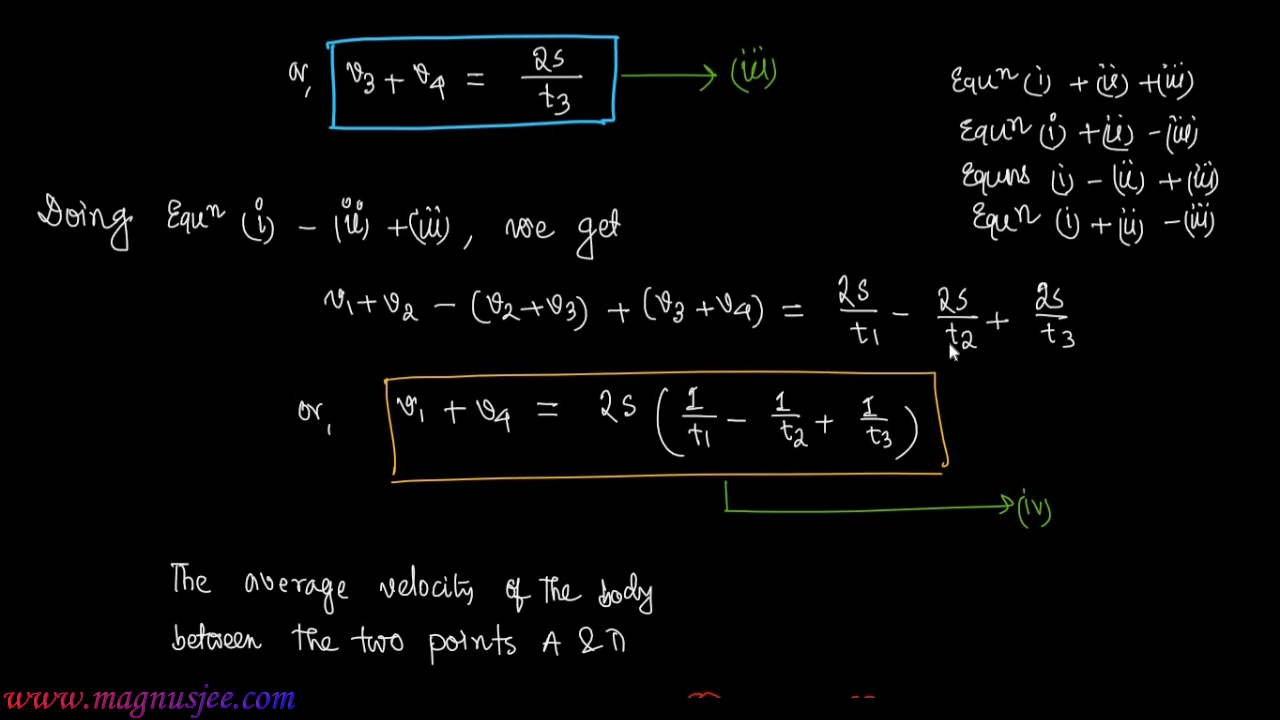 or, v₃ + v₄ = 2s/t₃ → (iii)
Equⁿ (i) + (ii) + (iii)
Equⁿ (i) + (ii) - (iii)
Equns (i) - (ii) + (iii)
Equⁿ (i) + (ii) - (iii)
Doing Equⁿ (i) - (ii) + (iii), we get
v₁ + v₂ - (v₂ + v₃) + (v₃ + v₄) = 2s/t₁ - 2s/t₂ + 2s/t₃
or, v₁ + v₄ = 2s (1/t₁ - 1/t₂ + 1/t₃)
→ (iv)
The average velocity of the body
between the two points A &
www.magnusjee.com